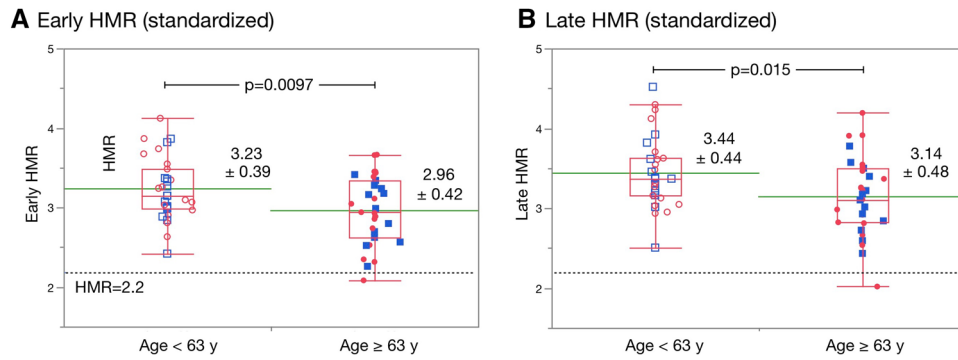 A Early HMR (standardized)
5
4
3
2
Early HMR
HMR
p=0.0097
3.23
± 0.39
2.96
± 0.42
HMR=2.2
Age < 63 y
Age ≥ 63 y
B Late HMR (standardized)
5
4
3
2
Late HMR
p=0.015
3.44
± 0.44
3.14
± 0.48
Age < 63 y
Age ≥ 63 y